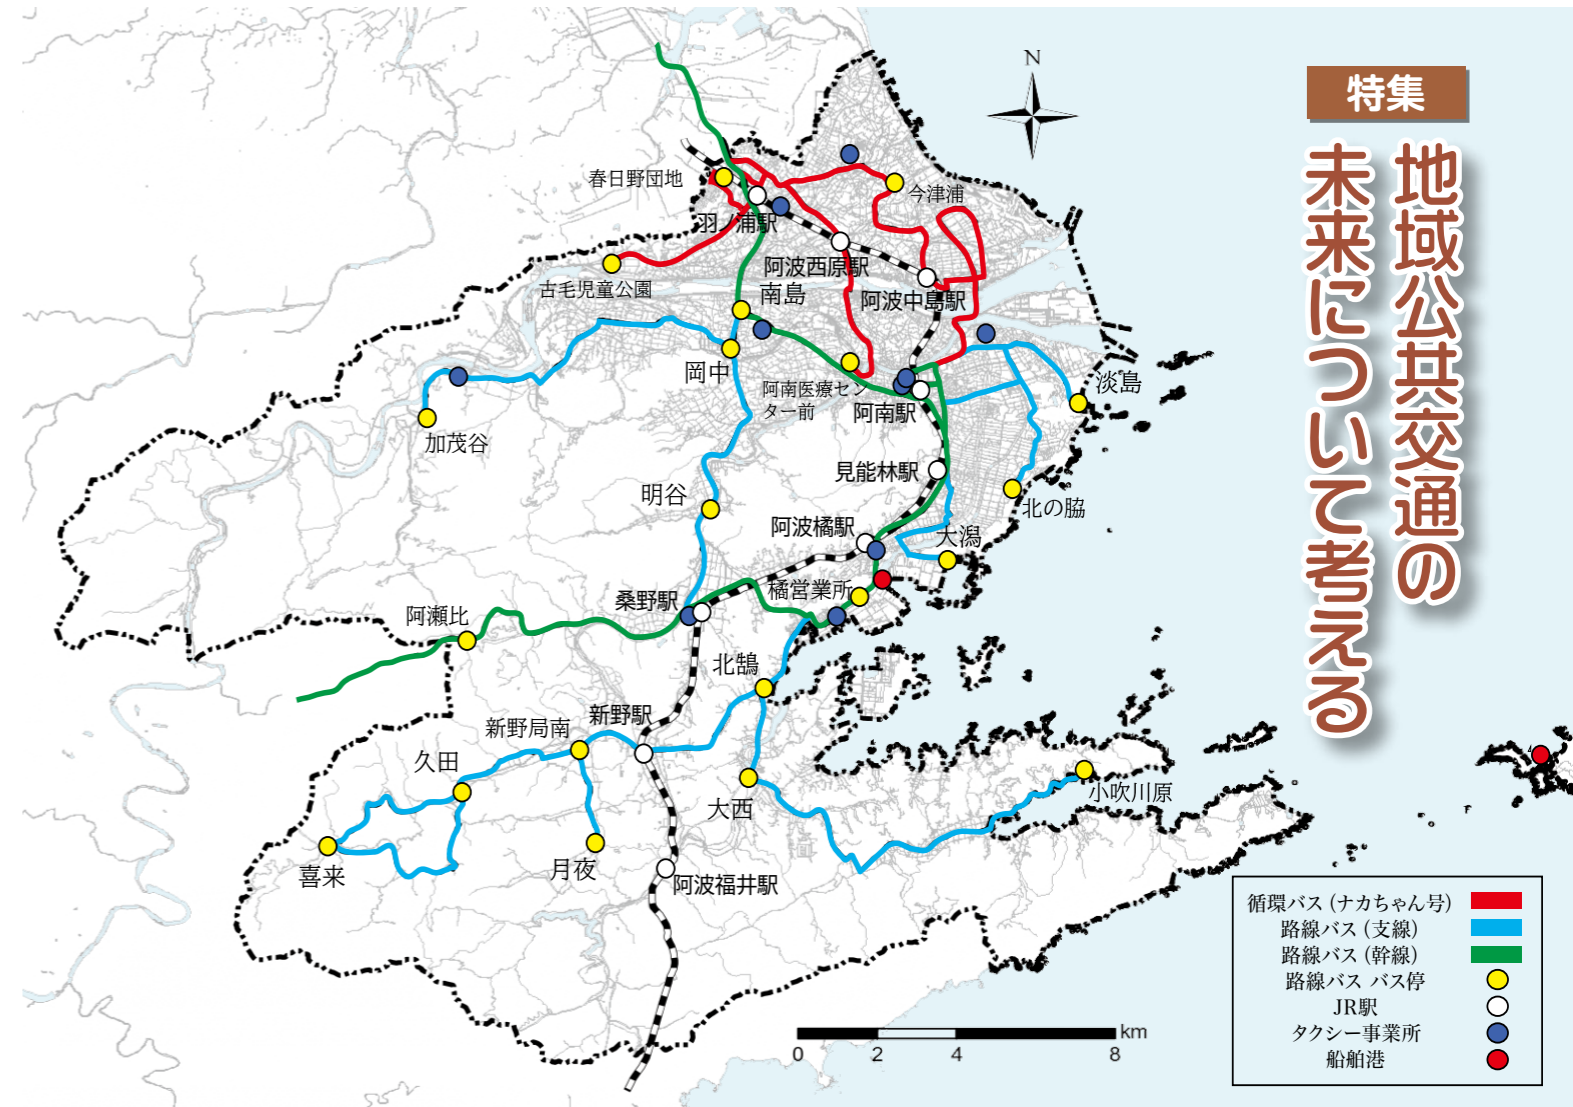 特集
地域公共交通の
未来について考える
N
春日野団地
今津浦
羽ノ浦駅
阿波西原駅
古毛児童公園
南島
阿波中島駅
岡中
阿南医療セン
ター前
阿南駅
淡島
加茂谷
見能林駅
明谷
北の脇
阿波橘駅
大潟
橘営業所
桑野駅
阿瀬比
北鵠
新野局南
新野駅
久田
大西
小吹川原
喜来
月夜
阿波福井駅
循環バス(ナカちゃん号)
路線バス(支線)
路線バス(幹線)
路線バス バス停
JR駅
タクシー事業所
船舶港
km
0 2 4 8